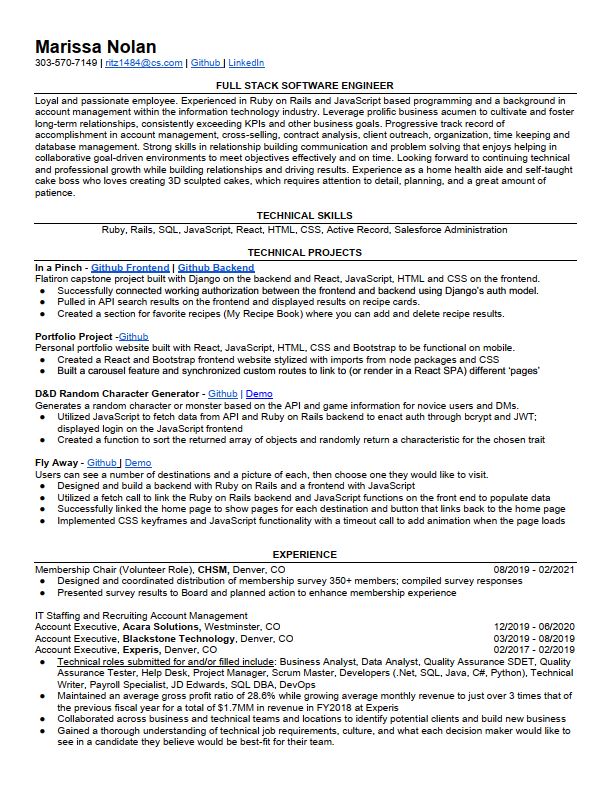 Marissa Nolan
303-570-7149 | ritz1484@cs.com | Github | LinkedIn
FULL STACK SOFTWARE ENGINEER
Loyal and passionate employee. Experienced in Ruby on Rails and JavaScript based programming and a background in
account management within the information technology industry. Leverage prolific business acumen to cultivate and foster
long-term relationships, consistently exceeding KPIs and other business goals. Progressive track record of
accomplishment in account management, cross-selling, contract analysis, client outreach, organization, time keeping and
database management. Strong skills in relationship building communication and problem solving that enjoys helping in
collaborative goal-driven environments to meet objectives effectively and on time. Looking forward to continuing technical
and professional growth while building relationships and driving results. Experience as a home health aide and self-taught
cake boss who loves creating 3D sculpted cakes, which requires attention to detail, planning, and a great amount of
patience.
TECHNICAL SKILLS
Ruby, Rails, SQL, JavaScript, React, HTML, CSS, Active Record, Salesforce Administration
TECHNICAL PROJECTS
In a Pinch - Github Frontend | Github Backend
Flatiron capstone project built with Django on the backend and React, JavaScript, HTML and CSS on the frontend.
● Successfully connected working authorization between the frontend and backend using Django's auth model.
● Pulled in API search results on the frontend and displayed results on recipe cards.
● Created a section for favorite recipes (My Recipe Book) where you can add and delete recipe results.
Portfolio Project -Github
Personal portfolio website built with React, JavaScript, HTML, CSS and Bootstrap to be functional on mobile.
● Created a React and Bootstrap frontend website stylized with imports from node packages and CSS
● Built a carousel feature and synchronized custom routes to link to (or render in a React SPA) different 'pages'
D&D Random Character Generator - Github | Demo
Generates a random character or monster based on the API and game information for novice users and DMs.
● Utilized JavaScript to fetch data from API and Ruby on Rails backend to enact auth through bcrypt and JWT;
displayed login on the JavaScript frontend
● Created a function to sort the returned array of objects and randomly return a characteristic for the chosen trait
Fly Away - Github | Demo
Users can see a number of destinations and a picture of each, then choose one they would like to visit.
● Designed and build a backend with Ruby on Rails and a frontend with JavaScript
● Utilized a fetch call to link the Ruby on Rails backend and JavaScript functions on the front end to populate data
● Successfully linked the home page to show pages for each destination and button that links back to the home page
● Implemented CSS keyframes and JavaScript functionality with a timeout call to add animation when the page loads
EXPERIENCE
Membership Chair (Volunteer Role), CHSM, Denver, CO 08/2019 - 02/2021
● Designed and coordinated distribution of membership survey 350+ members; compiled survey responses
● Presented survey results to Board and planned action to enhance membership experience
IT Staffing and Recruiting Account Management
Account Executive, Acara Solutions, Westminster, CO 12/2019 - 06/2020
Account Executive, Blackstone Technology, Denver, CO 03/2019 - 08/2019
Account Executive, Experis, Denver, CO 02/2017 - 02/2019
● Technical roles submitted for and/or filled include: Business Analyst, Data Analyst, Quality Assurance SDET, Quality
Assurance Tester, Help Desk, Project Manager, Scrum Master, Developers (.Net, SQL, Java, C#, Python), Technical
Writer, Payroll Specialist, JD Edwards, SQL DBA, DevOps
● Maintained an average gross profit of 28.6% while growing average monthly revenue to just over 3 times that of
the previous fiscal year for a total of $1.7MM in revenue in FY2018 at Experis
● Collaborated across business and technical teams and locations to identify potential clients and build new business
● Gained a thorough understanding of technical job requirements, culture, and what each decision maker would like to
see in a candidate they believe would be best-fit for their team.